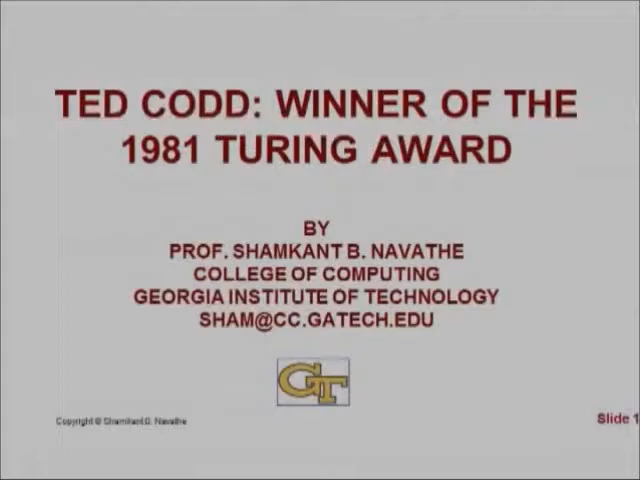 TED CODD: WINNER OF THE
1981 TURING AWARD
BY
PROF. SHAMKANT B. NAVATHE
COLLEGE OF COMPUTING
GEORGIA INSTITUTE OF TECHNOLOGY
SHAM@CC.GATECH.EDU
GT
Copyright © Shamkant B. Navathe
Slide 1